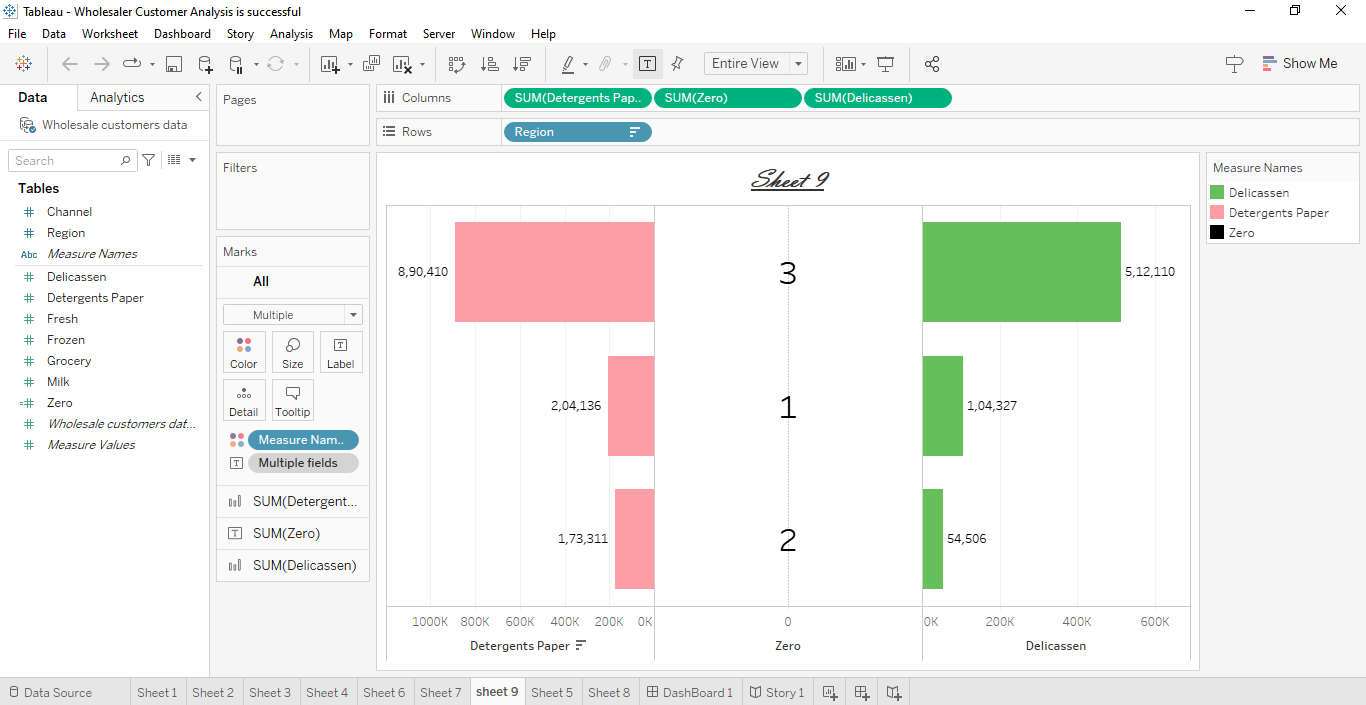 Tableau - Wholesaler Customer Analysis is successful
File Data Worksheet Dashboard Story Analysis Map Format Server Window Help
Entire View
Show Me
Data Analytics
Wholesale customers data
Search
Tables
Channel
Region
Abc Measure Names
Delicassen
Detergents Paper
Fresh
Frozen
Grocery
Milk
Zero
Wholesale customers dat...
Measure Values
Pages
Filters
Marks
All
Multiple
Color Size Label
Detail Tooltip
Measure Nam..
Multiple fields
SUM(Detergent...
SUM(Zero)
SUM(Delicassen)
Columns SUM(Detergents Pap.. SUM(Zero) SUM(Delicassen)
Rows Region
Sheet 9
8,90,410 3 5,12,110
2,04,136 1 1,04,327
1,73,311 2 54,506
1000K 800K 600K 400K 200K 0K 0 0K 200K 400K 600K
Detergents Paper Zero Delicassen
Measure Names
Delicassen
Detergents Paper
Zero
Data Source Sheet 1 Sheet 2 Sheet 3 Sheet 4 Sheet 6 Sheet 7 sheet 9 Sheet 5 Sheet 8 DashBoard 1 Story 1